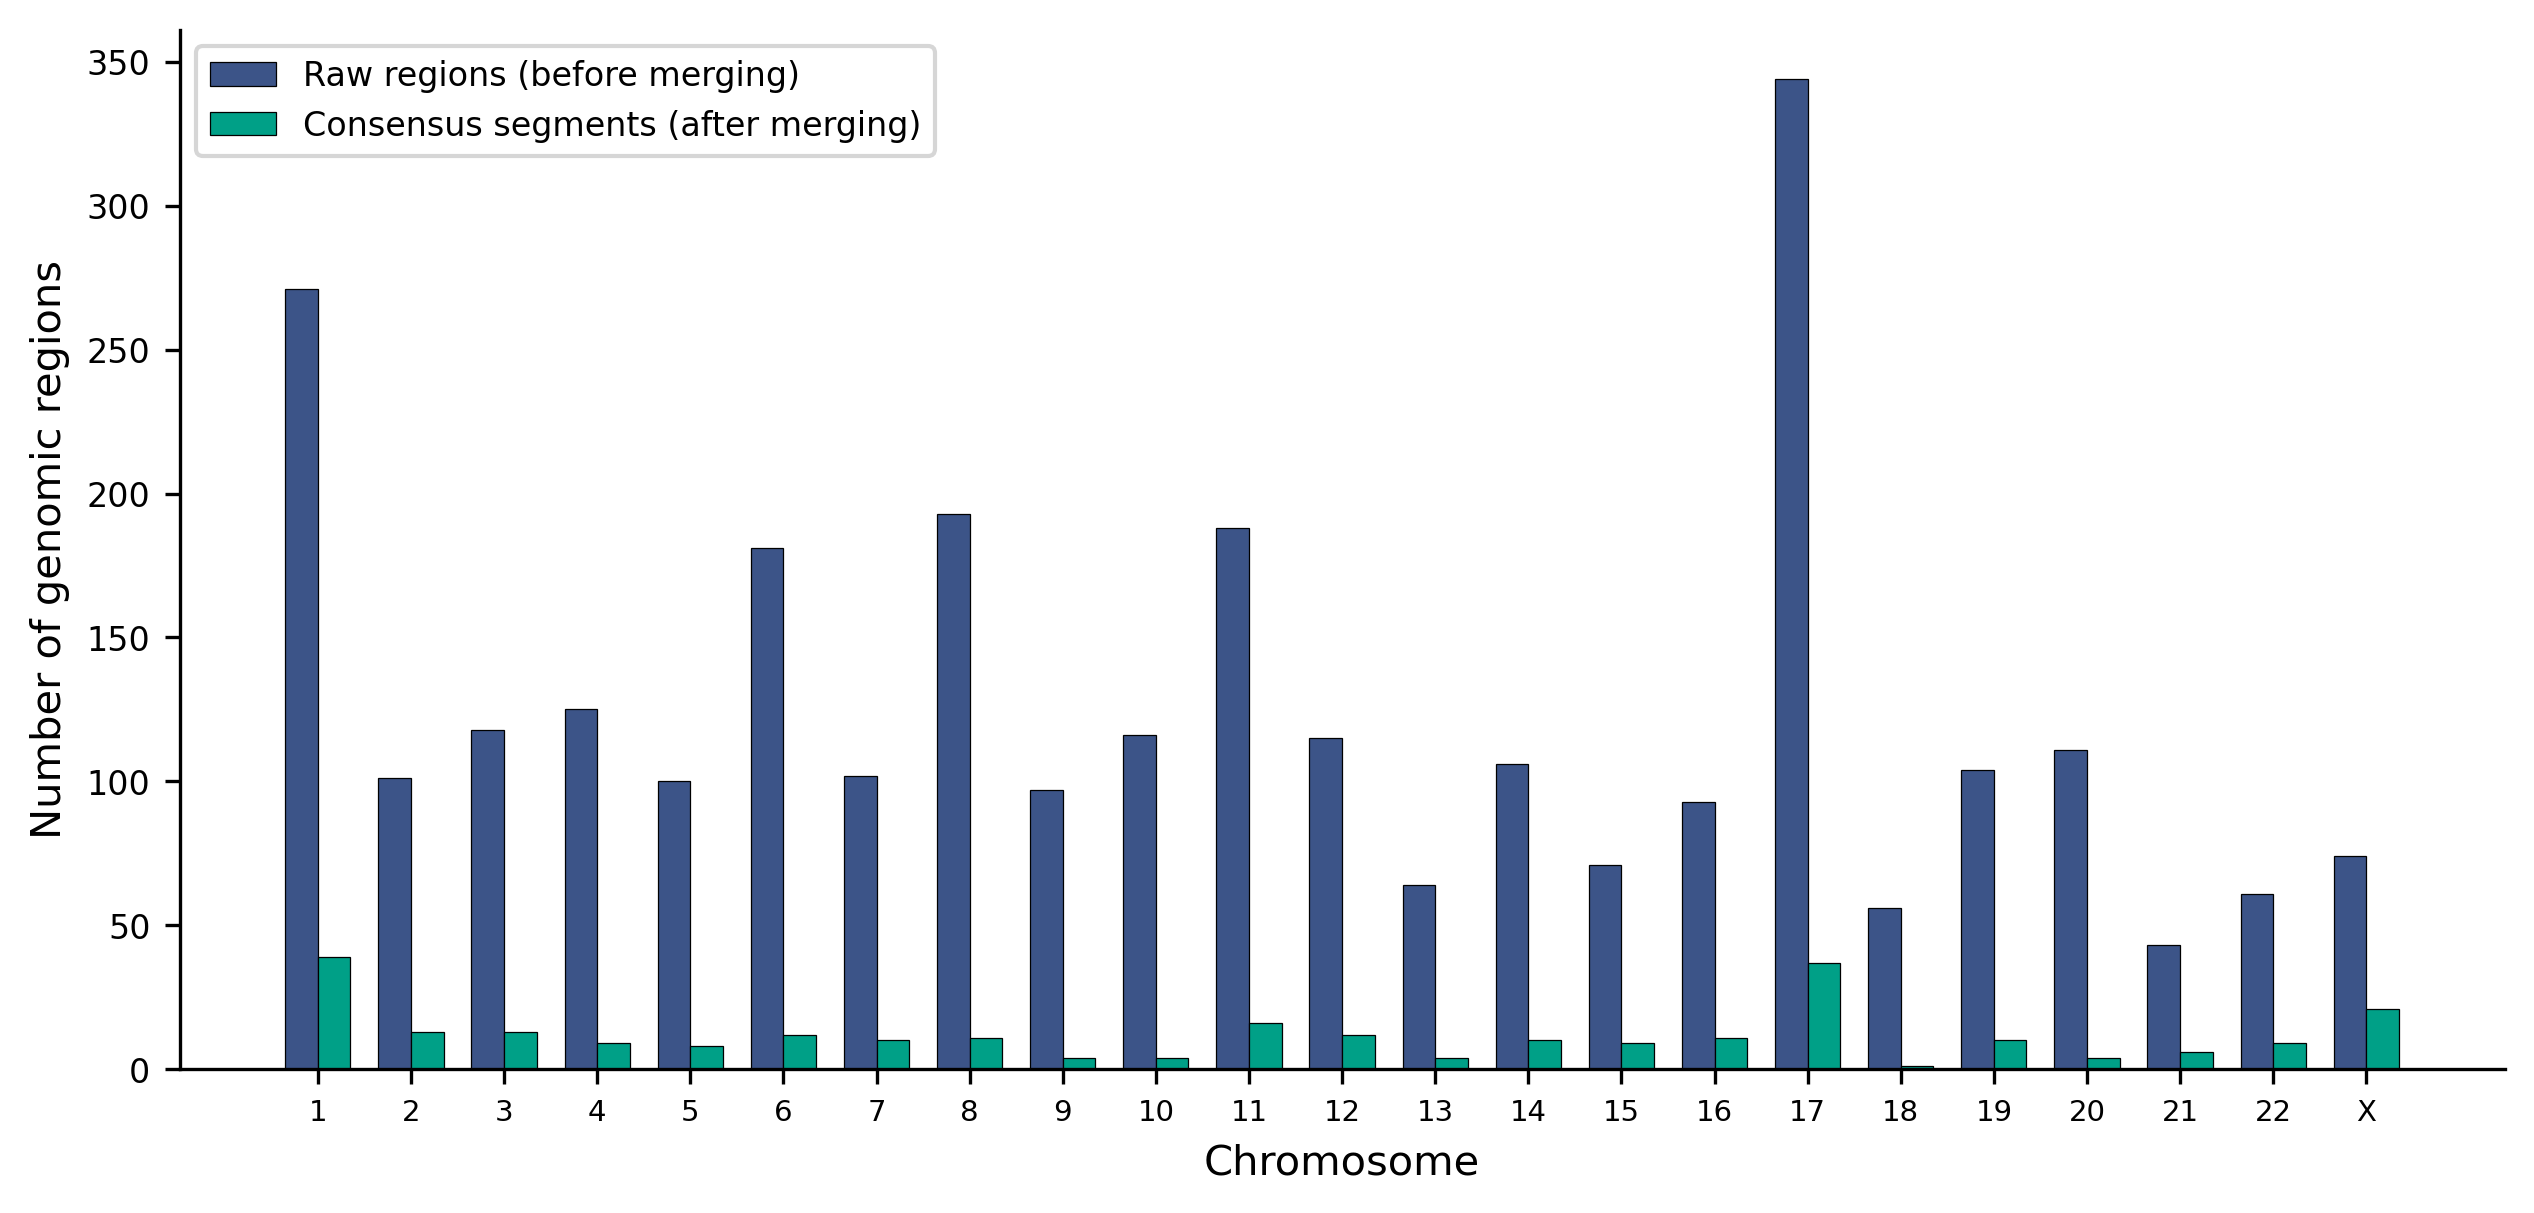 Raw regions (before merging)
Consensus segments (after merging)
Number of genomic regions
350
300
250
200
150
100
50
0
1 2 3 4 5 6 7 8 9 10 11 12 13 14 15 16 17 18 19 20 21 22 X
Chromosome